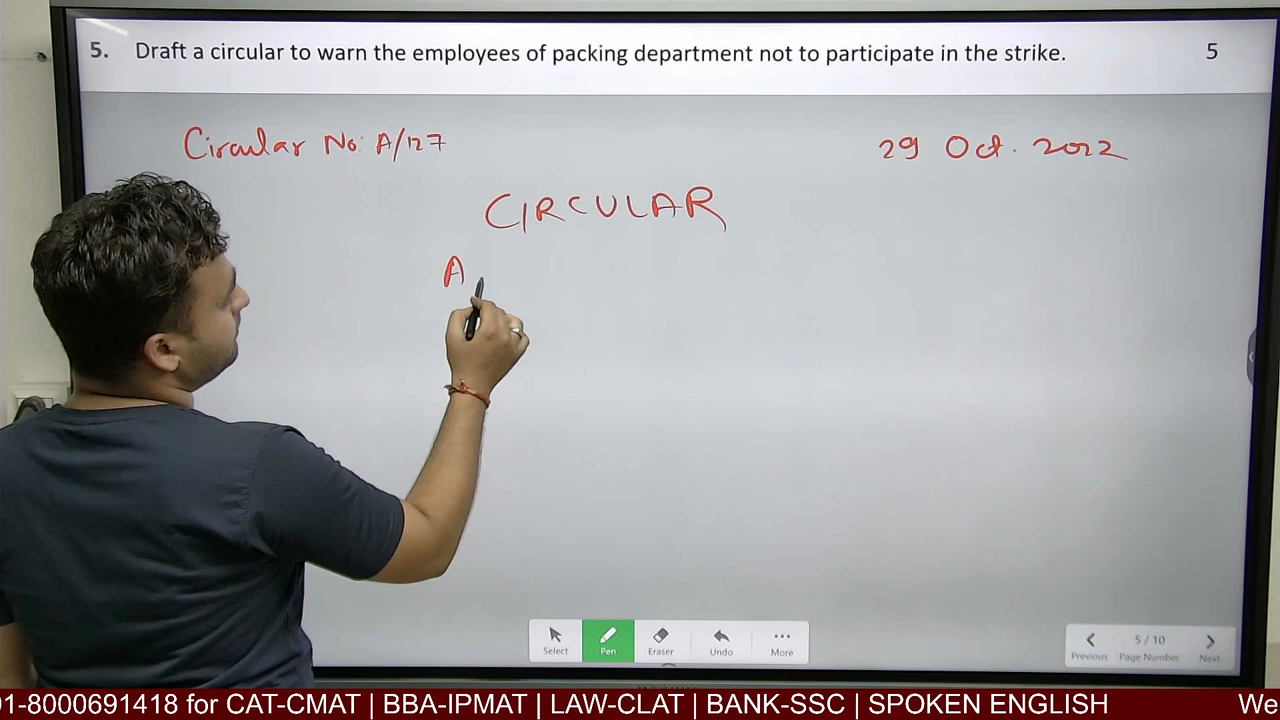 5. Draft a circular to warn the employees of packing department not to participate in the strike. 5
Circular No: A/127 29 Oct. 2022
CIRCULAR
A
Select Pen Eraser Undo More
5 / 10
Previous Page Number Next
01-8000691418 for CAT-CMAT | BBA-IPMAT | LAW-CLAT | BANK-SSC | SPOKEN ENGLISH We